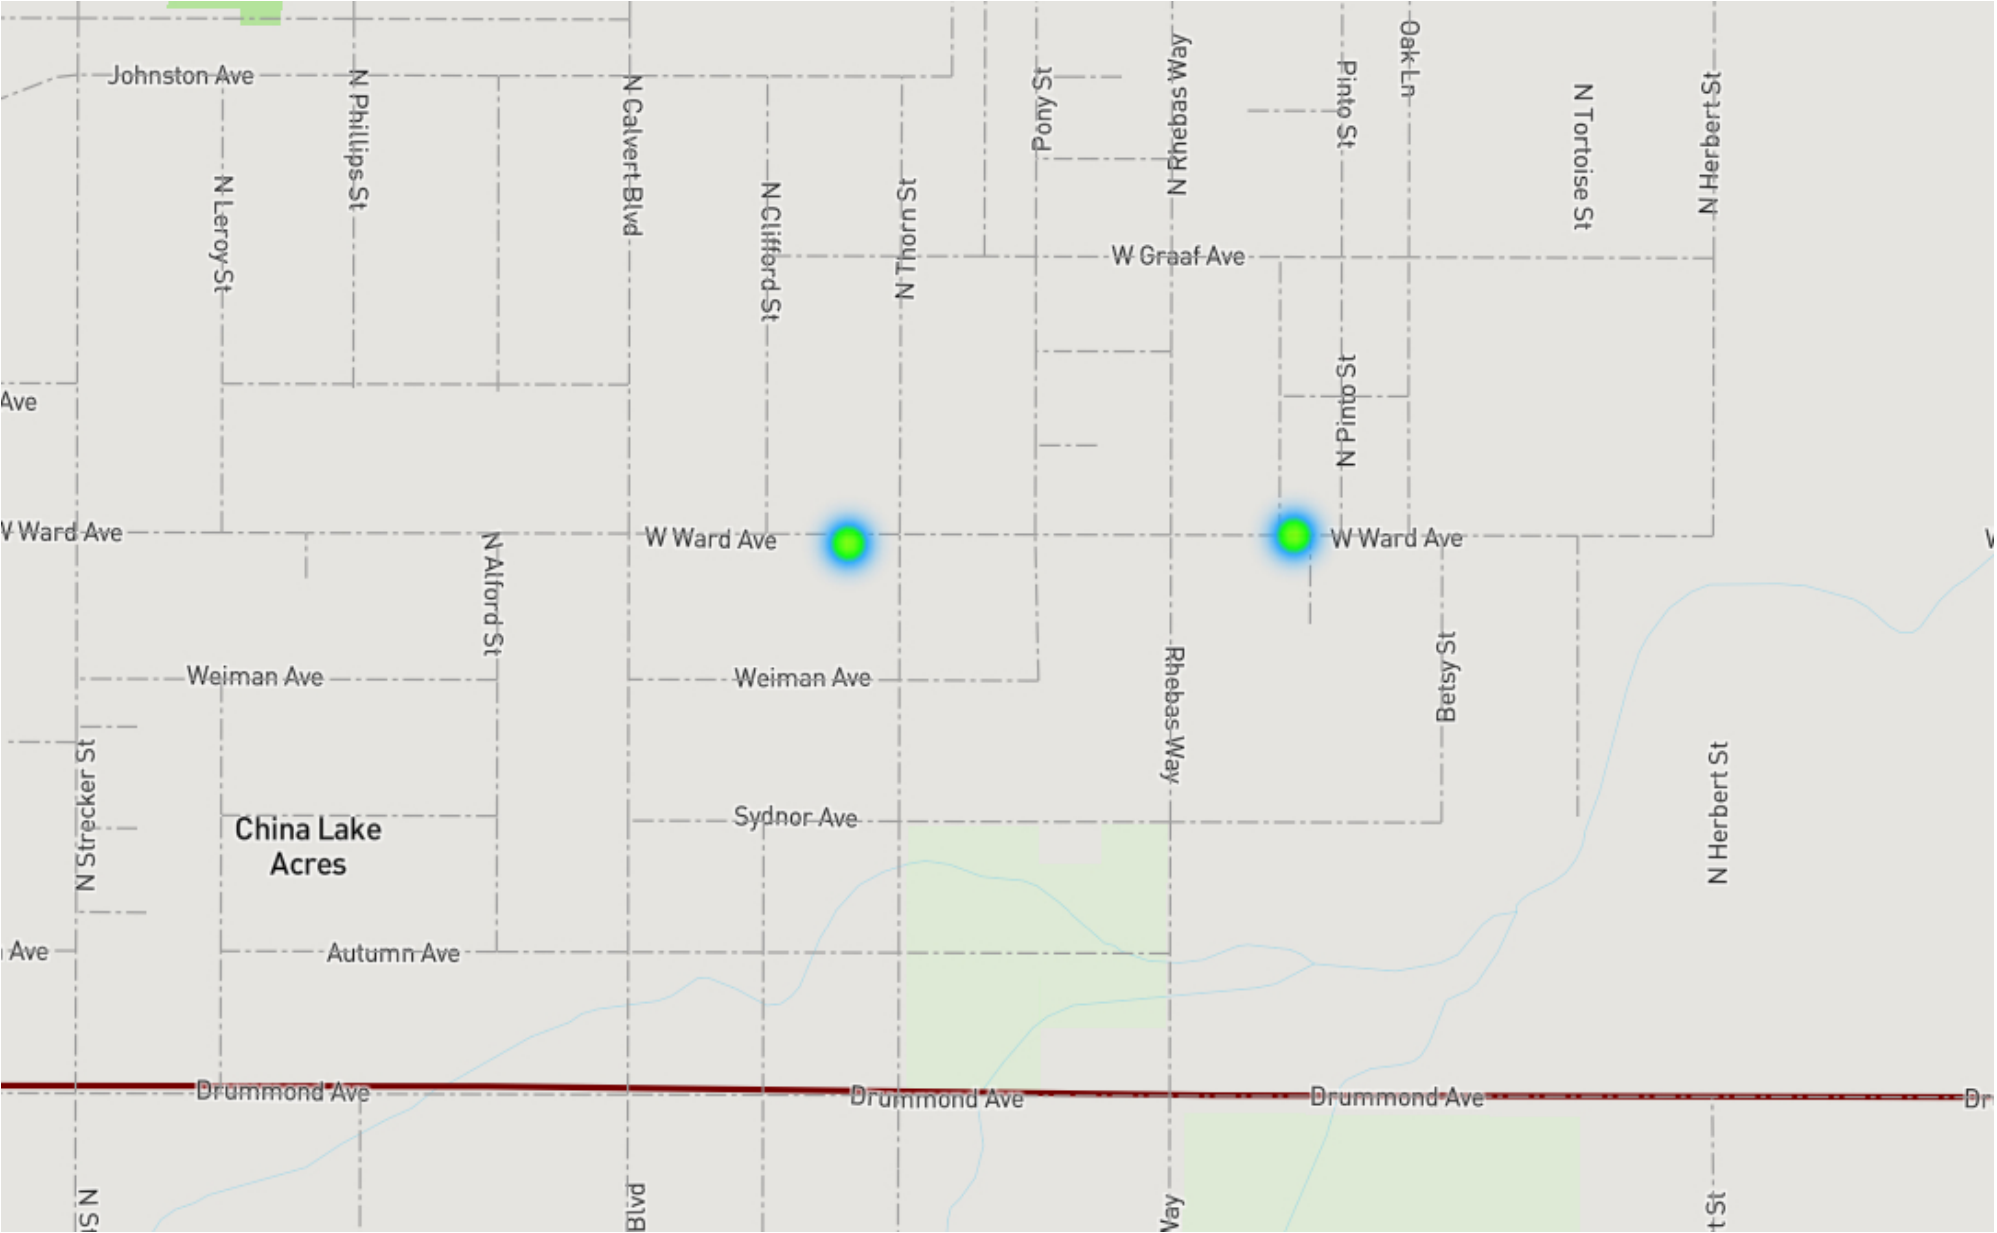 Johnston Ave
N Phillips St
N Leroy St
N Calvert Blvd
N Clifford St
N Thorn St
Pony St
N Rhebas Way
Pinto St
Oak Ln
N Tortoise St
N Herbert St
W Graaf Ave
N Pinto St
Ave
W Ward Ave
N Alford St
W Ward Ave
W Ward Ave
W
Weiman Ave
Weiman Ave
Rhebas Way
Betsy St
N Strecker St
China Lake
Acres
Sydnor Ave
N Herbert St
Ave
Autumn Ave
Drummond Ave
Drummond Ave
Drummond Ave
Dr
N
St
Blvd
Way
t St